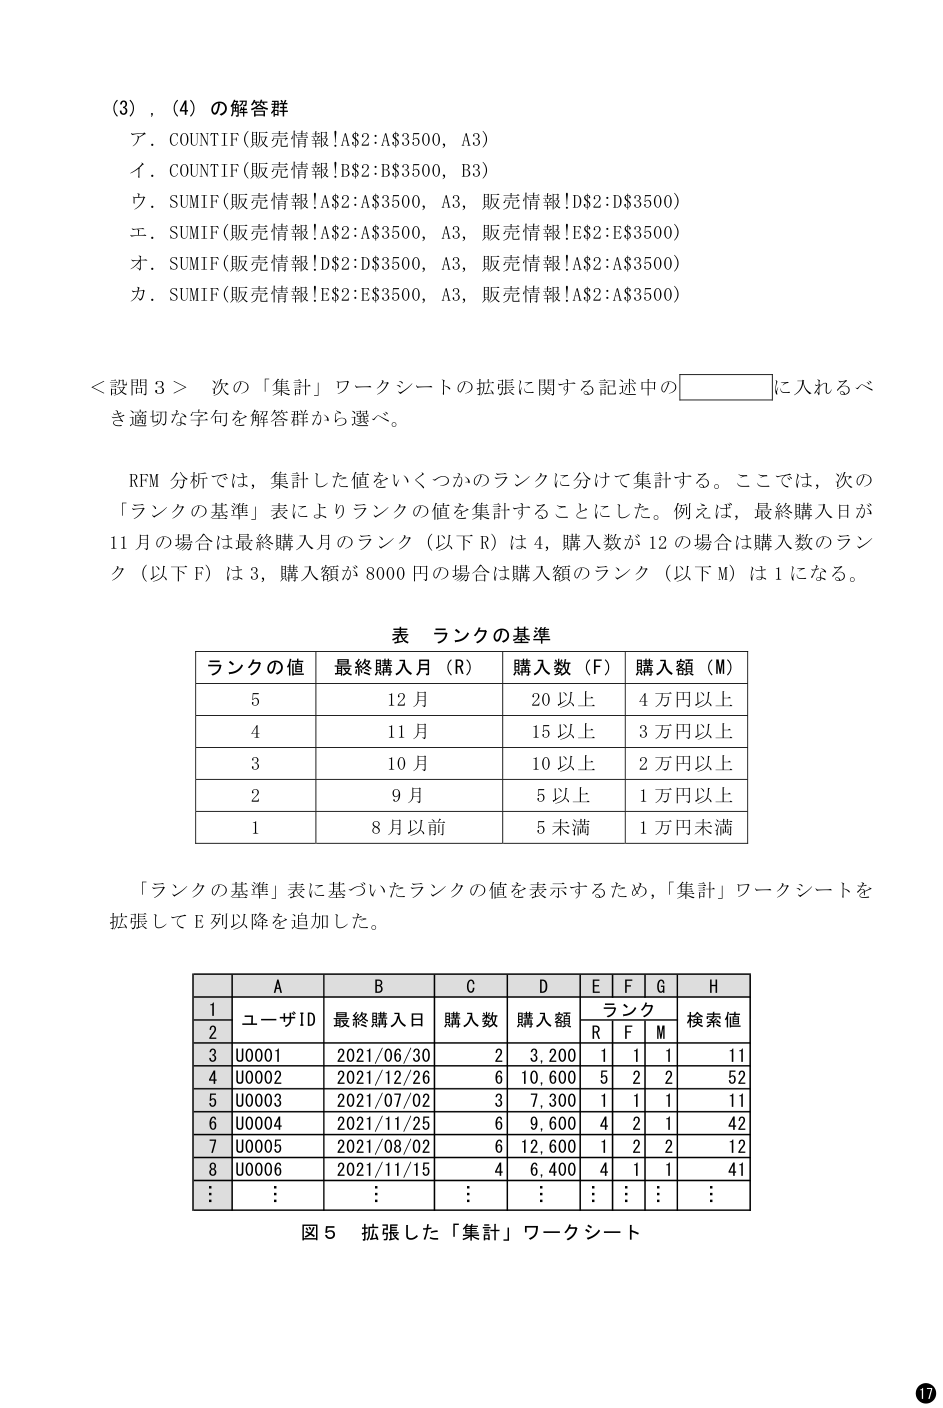 (3)，(4) の解答群
ア．COUNTIF(販売情報!A$2:A$3500, A3)
イ．COUNTIF(販売情報!B$2:B$3500, B3)
ウ．SUMIF(販売情報!A$2:A$3500, A3, 販売情報!D$2:D$3500)
エ．SUMIF(販売情報!A$2:A$3500, A3, 販売情報!E$2:E$3500)
オ．SUMIF(販売情報!D$2:D$3500, A3, 販売情報!A$2:A$3500)
カ．SUMIF(販売情報!E$2:E$3500, A3, 販売情報!A$2:A$3500)
＜設問３＞　次の「集計」ワークシートの拡張に関する記述中の　　　　に入れるべ
き適切な字句を解答群から選べ。
RFM 分析では，集計した値をいくつかのランクに分けて集計する。ここでは，次の
「ランクの基準」表によりランクの値を集計することにした。例えば，最終購入日が
11 月の場合は最終購入月のランク（以下 R）は 4，購入数が 12 の場合は購入数のラン
ク（以下 F）は 3，購入額が 8000 円の場合は購入額のランク（以下 M）は 1 になる。
表　ランクの基準
ランクの値 最終購入月（R） 購入数（F） 購入額（M）
5 12 月 20 以上 4 万円以上
4 11 月 15 以上 3 万円以上
3 10 月 10 以上 2 万円以上
2 9 月 5 以上 1 万円以上
1 8 月以前 5 未満 1 万円未満
「ランクの基準」表に基づいたランクの値を表示するため，「集計」ワークシートを
拡張して E 列以降を追加した。
A B C D E F G H
1 ユーザID 最終購入日 購入数 購入額 ランク 検索値
2 R F M
3 U0001 2021/06/30 2 3,200 1 1 1 11
4 U0002 2021/12/26 6 10,600 5 2 2 52
5 U0003 2021/07/02 3 7,300 1 1 1 11
6 U0004 2021/11/25 6 9,600 4 2 1 42
7 U0005 2021/08/02 6 12,600 1 2 2 12
8 U0006 2021/11/15 4 6,400 4 1 1 41
⋮ ⋮ ⋮ ⋮ ⋮ ⋮ ⋮ ⋮ ⋮
図５　拡張した「集計」ワークシート
17